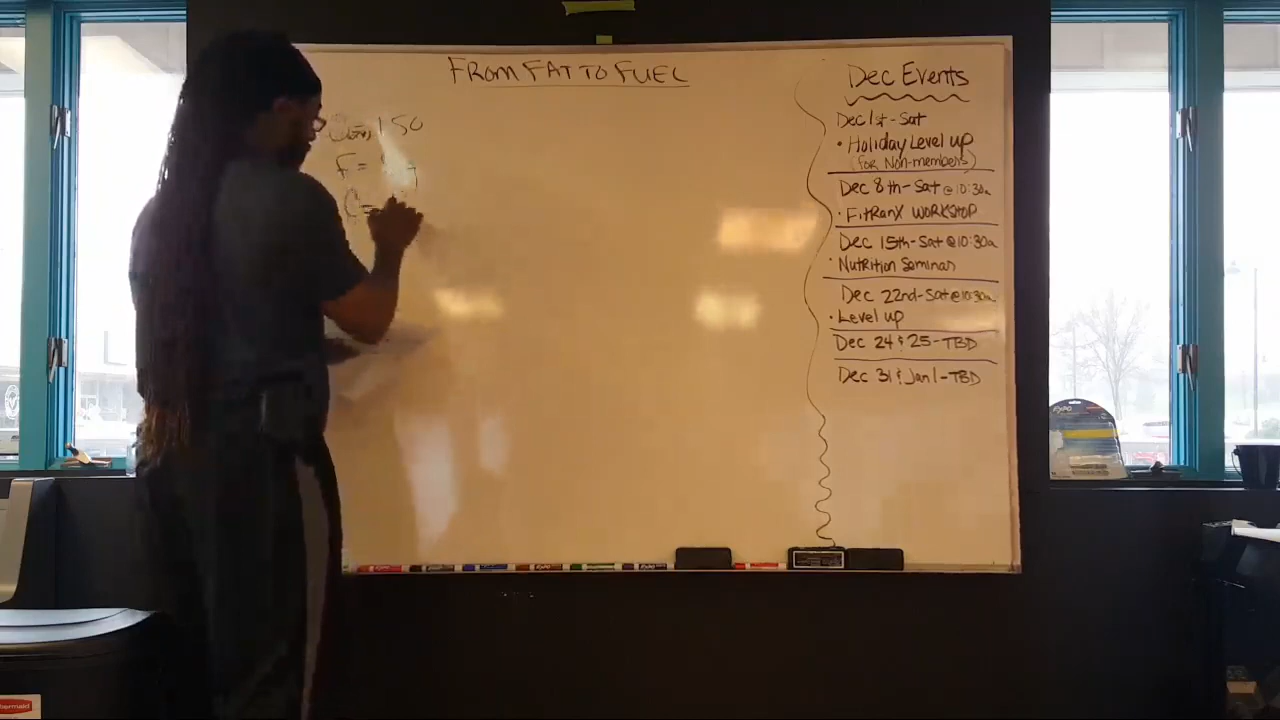 FROM FAT TO FUEL
150
F =
C =
Dec Events
Dec 1st-Sat
• Holiday Level up
(for Non-members)
Dec 8th-Sat @ 10:30a
• FitRanX WORKSHOP
Dec 15th-Sat @ 10:30a
• Nutrition Seminar
Dec 22nd-Sat @ 10:30a
• Level up
Dec 24 & 25-TBD
Dec 31 & Jan 1-TBD
EXPO